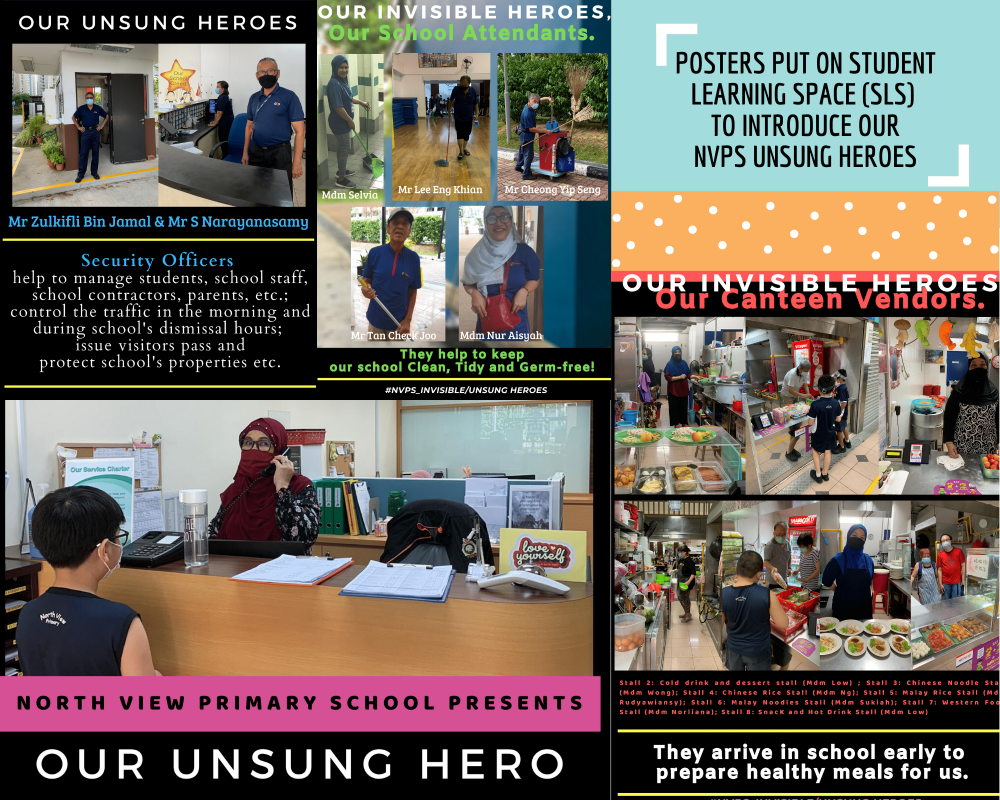 OUR UNSUNG HEROES
Our
School
Mr Zulkifli Bin Jamal & Mr S Narayanasamy
Security Officers
help to manage students, school staff,
school contractors, parents, etc.;
control the traffic in the morning and
during school's dismissal hours;
issue visitors pass and
protect school's properties etc.
OUR INVISIBLE HEROES,
Our School Attendants.
Mdm Selvia
Mr Lee Eng Khian
Mr Cheong Yip Seng
Mr Tan Check Joo
Mdm Nur Aisyah
They help to keep
our school Clean, Tidy and Germ-free!
#NVPS_INVISIBLE/UNSUNG HEROES
Our Service Charter
love
yourself
North View
Primary
NORTH VIEW PRIMARY SCHOOL PRESENTS
OUR UNSUNG HERO
POSTERS PUT ON STUDENT
LEARNING SPACE (SLS)
TO INTRODUCE OUR
NVPS UNSUNG HEROES
OUR INVISIBLE HEROES
Our Canteen Vendors.
Stall 2: Cold drink and dessert stall (Mdm Low) ; Stall 3: Chinese Noodle Sta
(Mdm Wong); Stall 4: Chinese Rice Stall (Mdm Ng); Stall 5: Malay Rice Stall (Md
Rudyawiansy); Stall 6: Malay Noodles Stall (Mdm Sukiah); Stall 7: Western Foo
Stall (Mdm Norliana); Stall 8: SnacK and Hot Drink Stall (Mdm Low)
They arrive in school early to
prepare healthy meals for us.